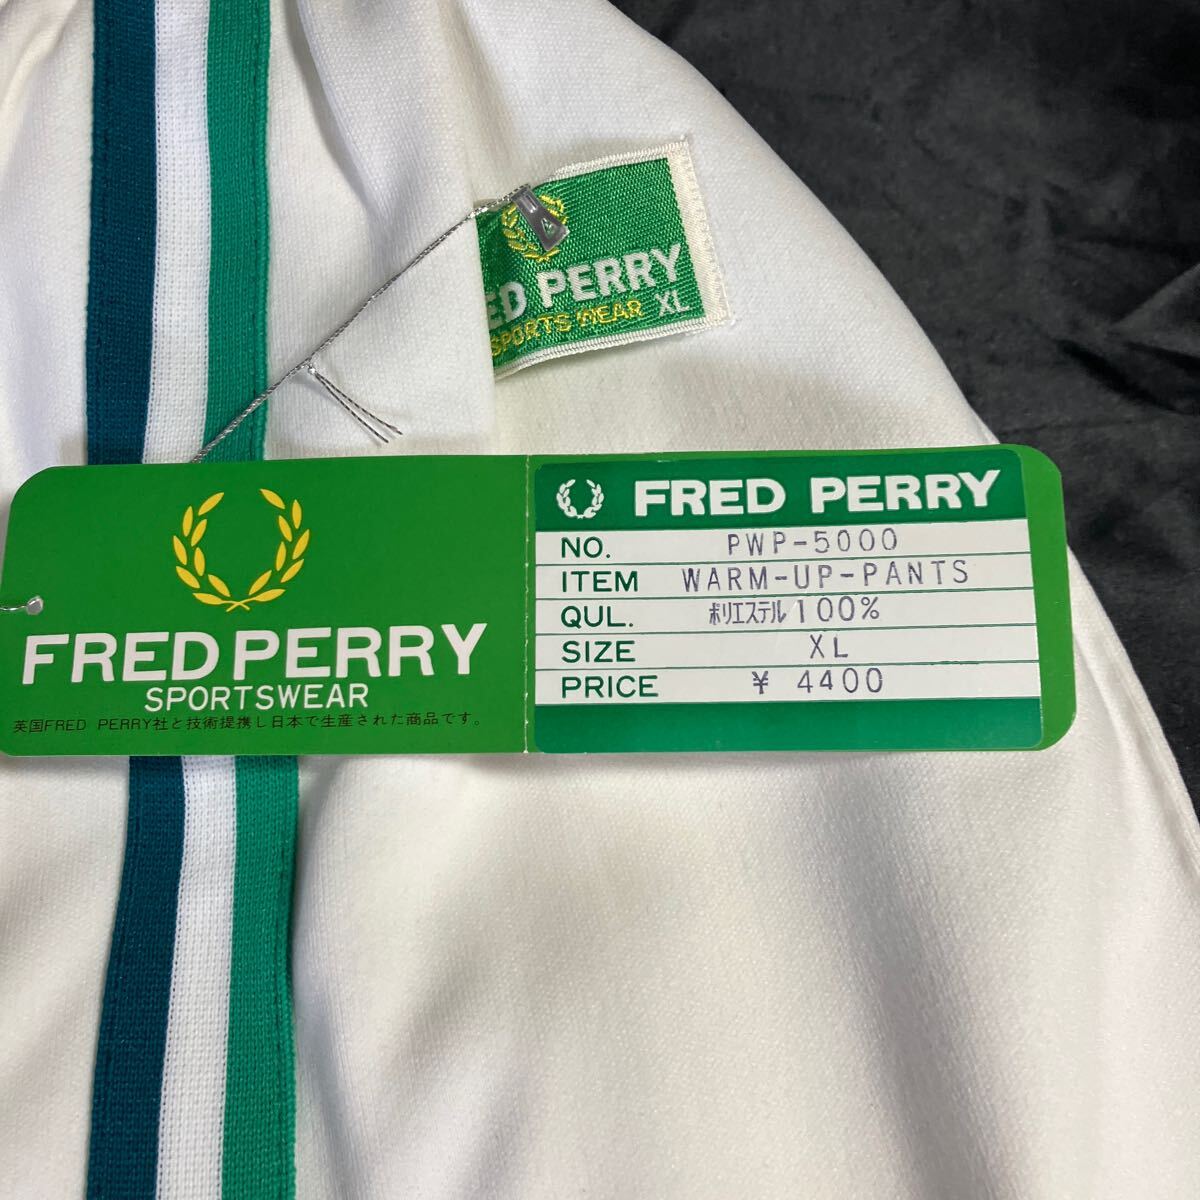 ED PERRY
SPORTS WEAR XL
FRED PERRY
SPORTSWEAR
英国FRED PERRY社と技術提携し日本で生産された商品です。
FRED PERRY
NO. PWP-5000
ITEM WARM-UP-PANTS
QUL. ポリエステル100%
SIZE XL
PRICE ¥ 4400